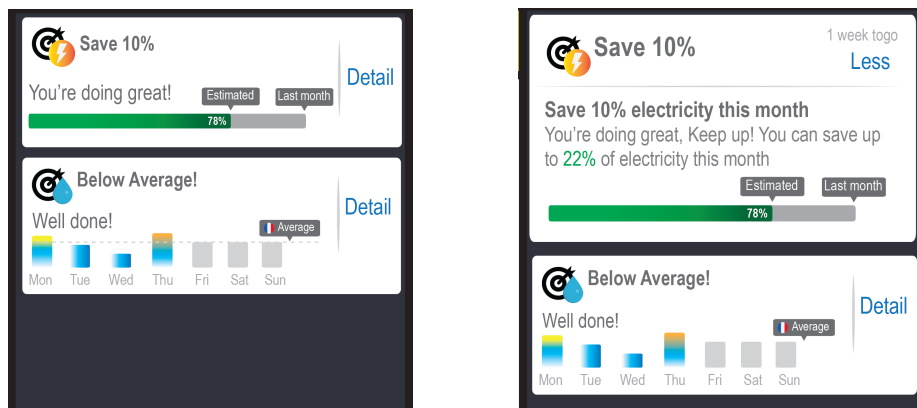 Save 10%
Detail
You're doing great!
Estimated
Last month
78%
Below Average!
Detail
Well done!
Average
Mon Tue Wed Thu Fri Sat Sun
Save 10%
1 week togo
Less
Save 10% electricity this month
You're doing great, Keep up! You can save up
to 22% of electricity this month
Estimated
Last month
78%
Below Average!
Detail
Well done!
Average
Mon Tue Wed Thu Fri Sat Sun